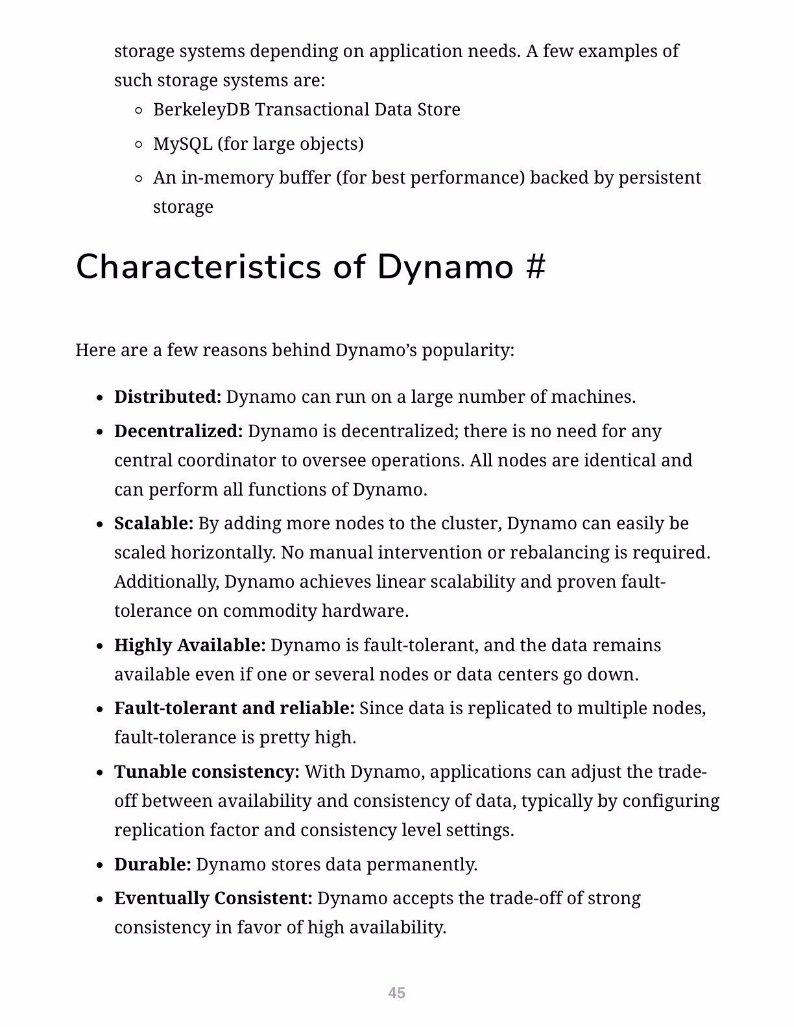 storage systems depending on application needs. A few examples of
such storage systems are:
◦ BerkeleyDB Transactional Data Store
◦ MySQL (for large objects)
◦ An in-memory buffer (for best performance) backed by persistent
storage
Characteristics of Dynamo #
Here are a few reasons behind Dynamo’s popularity:
• Distributed: Dynamo can run on a large number of machines.
• Decentralized: Dynamo is decentralized; there is no need for any
central coordinator to oversee operations. All nodes are identical and
can perform all functions of Dynamo.
• Scalable: By adding more nodes to the cluster, Dynamo can easily be
scaled horizontally. No manual intervention or rebalancing is required.
Additionally, Dynamo achieves linear scalability and proven fault-
tolerance on commodity hardware.
• Highly Available: Dynamo is fault-tolerant, and the data remains
available even if one or several nodes or data centers go down.
• Fault-tolerant and reliable: Since data is replicated to multiple nodes,
fault-tolerance is pretty high.
• Tunable consistency: With Dynamo, applications can adjust the trade-
off between availability and consistency of data, typically by configuring
replication factor and consistency level settings.
• Durable: Dynamo stores data permanently.
• Eventually Consistent: Dynamo accepts the trade-off of strong
consistency in favor of high availability.
45